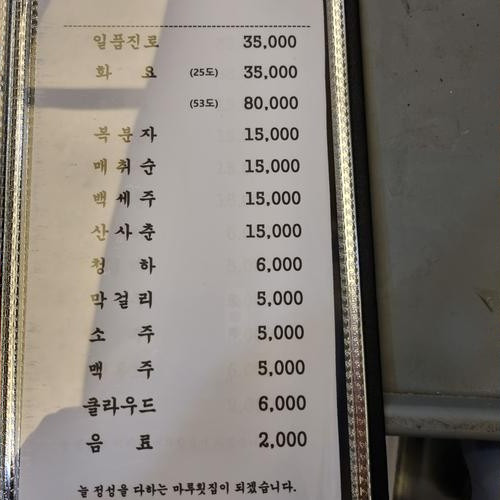 일품진로 35,000
화 요 (25도) 35,000
(53도) 80,000
복 분 자 15,000
매 취 순 15,000
백 세 주 15,000
산 사 춘 15,000
청 하 6,000
막 걸 리 5,000
소 주 5,000
맥 주 5,000
클라우드 6,000
음 료 2,000
늘 정성을 다하는 마루횟집이 되겠습니다.